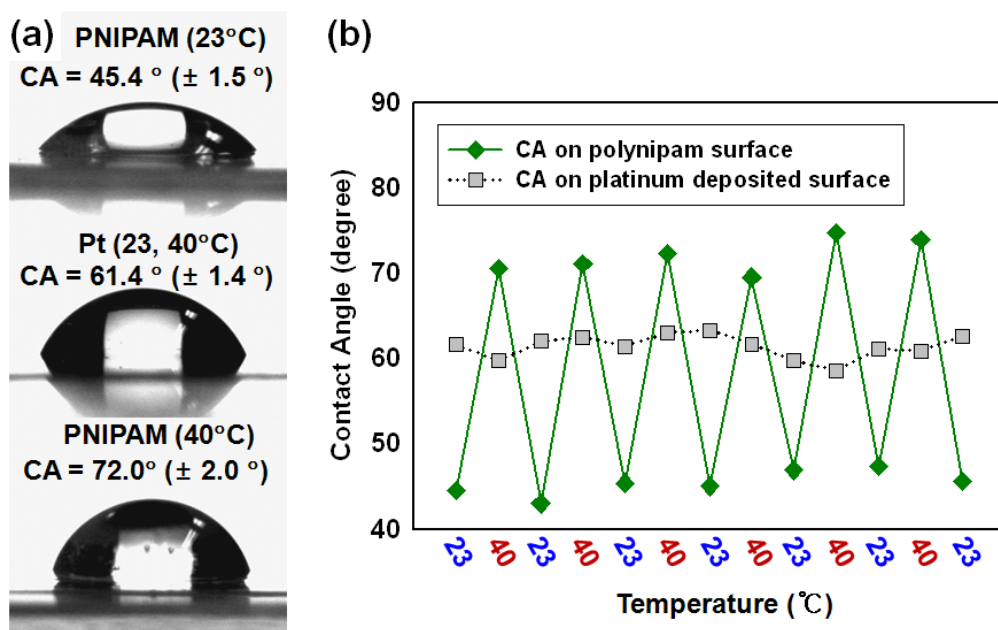 (a)
PNIPAM (23°C)
CA = 45.4 ° (± 1.5 °)
Pt (23, 40°C)
CA = 61.4 ° (± 1.4 °)
PNIPAM (40°C)
CA = 72.0° (± 2.0 °)
(b)
90
80
70
60
50
40
Contact Angle (degree)
CA on polynipam surface
CA on platinum deposited surface
23 40 23 40 23 40 23 40 23 40 23 40 23
Temperature (℃)